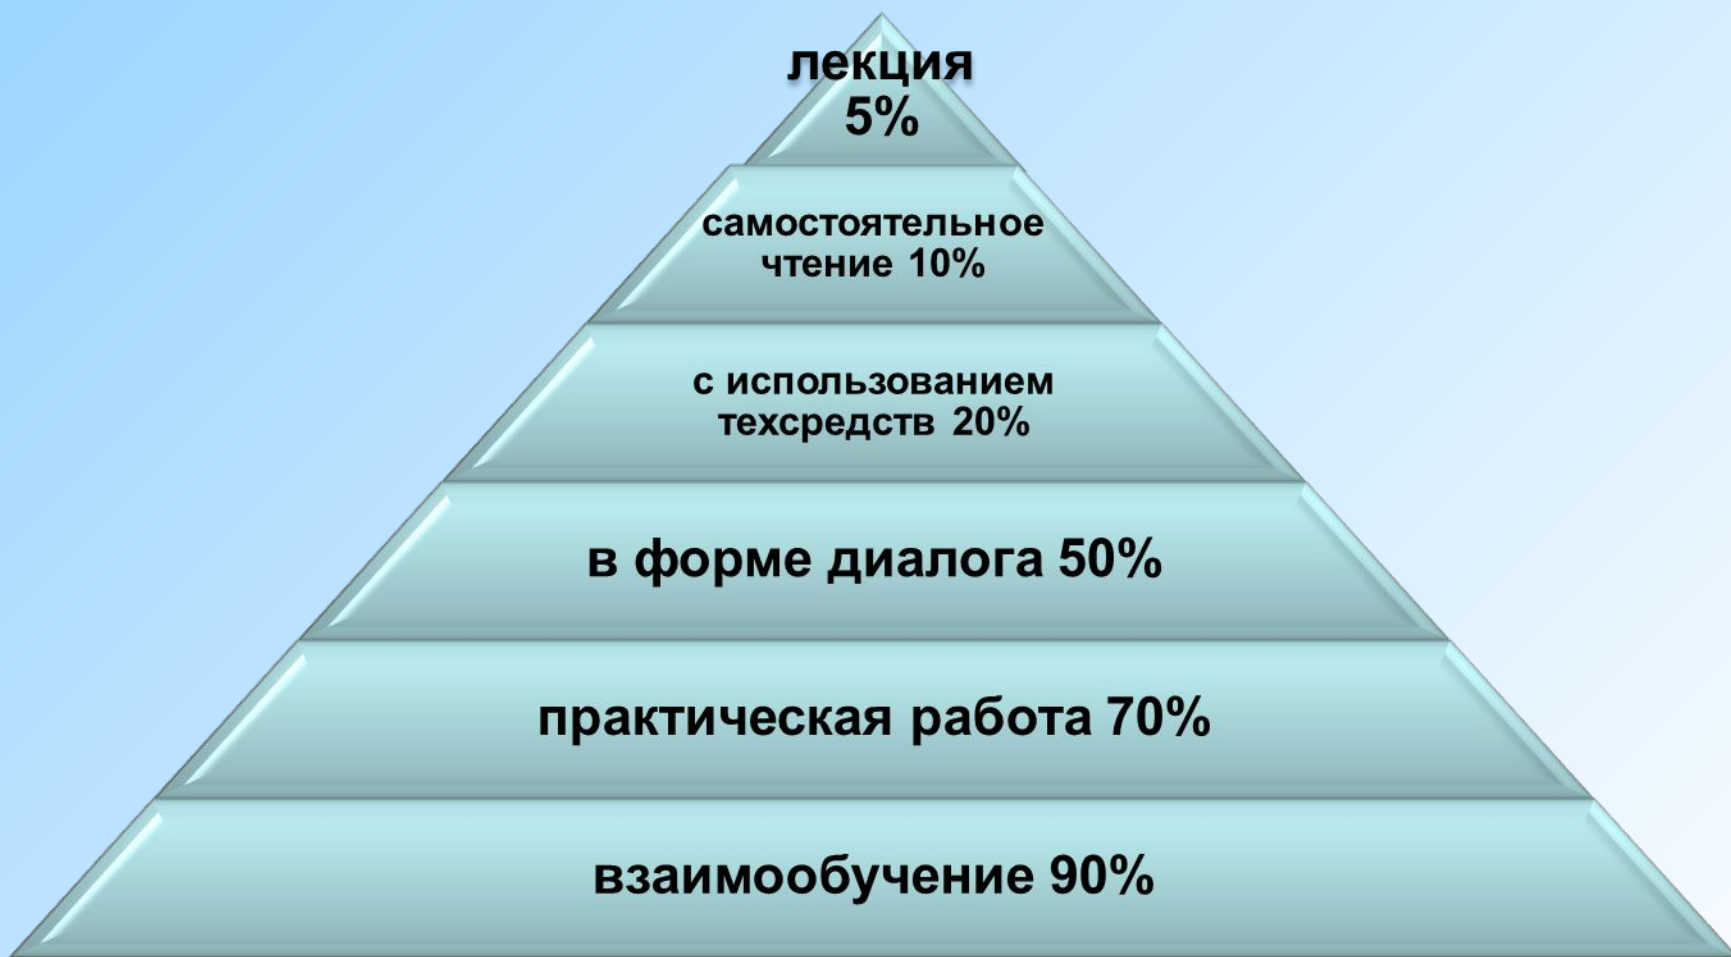 лекция
5%
самостоятельное
чтение 10%
с использованием
техсредств 20%
в форме диалога 50%
практическая работа 70%
взаимообучение 90%